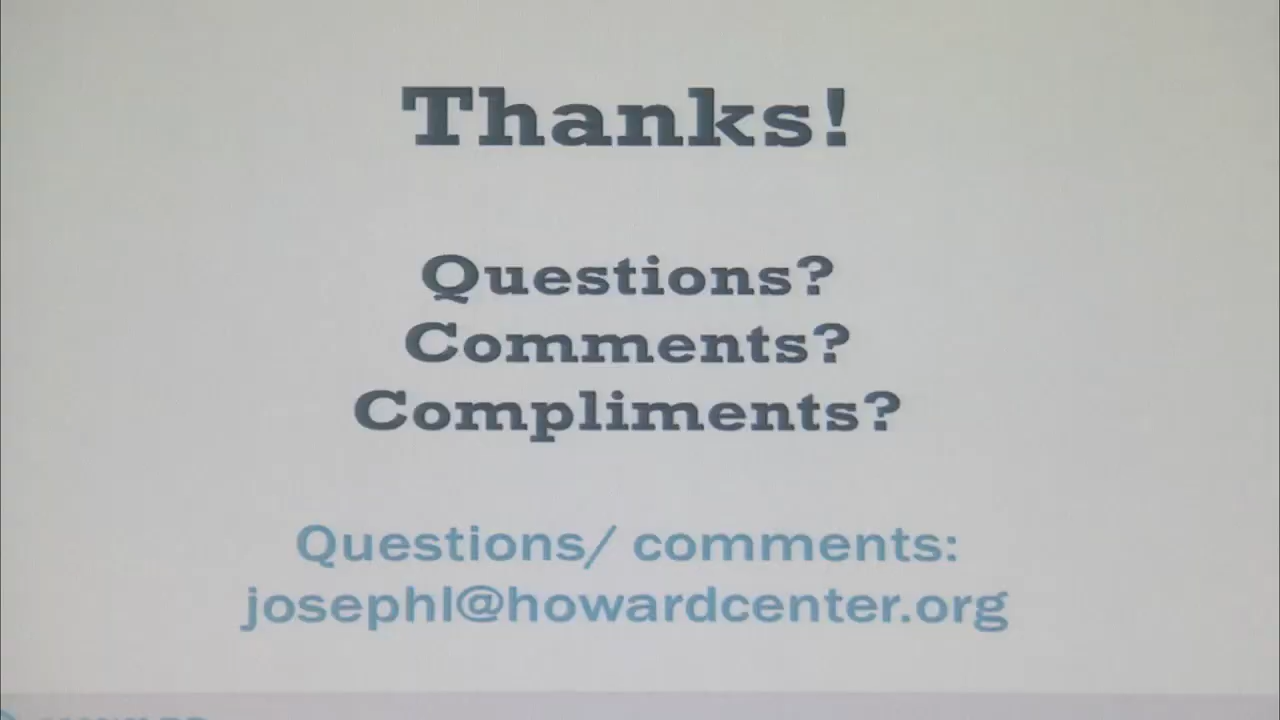 Thanks!
Questions?
Comments?
Compliments?
Questions/ comments:
josephl@howardcenter.org